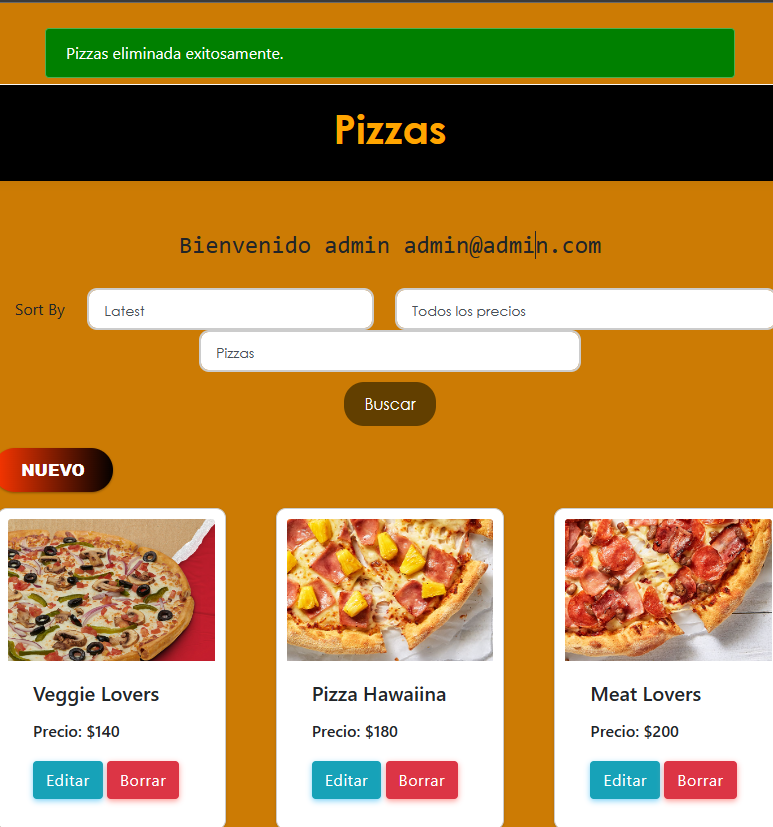 Pizzas eliminada exitosamente.
Pizzas
Bienvenido admin admin@admin.com
Sort By Latest Todos los precios
Pizzas
Buscar
NUEVO
Veggie Lovers Pizza Hawaiina Meat Lovers
Precio: $140 Precio: $180 Precio: $200
Editar Borrar Editar Borrar Editar Borrar